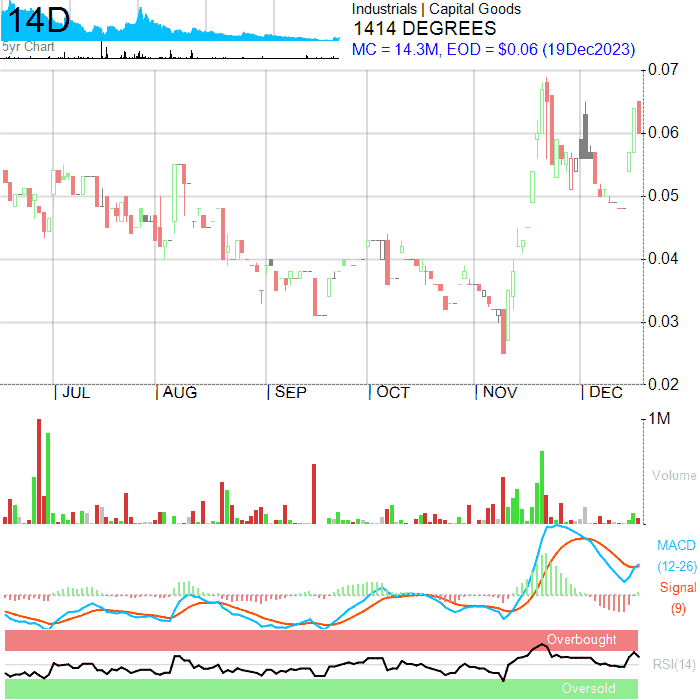 14D
5yr Chart
Industrials | Capital Goods
1414 DEGREES
MC = 14.3M, EOD = $0.06 (19Dec2023)
0.07
0.06
0.05
0.04
0.03
0.02
JUL AUG SEP OCT NOV DEC
1M
Volume
MACD
(12-26)
Signal
(9)
Overbought
RSI(14)
Oversold